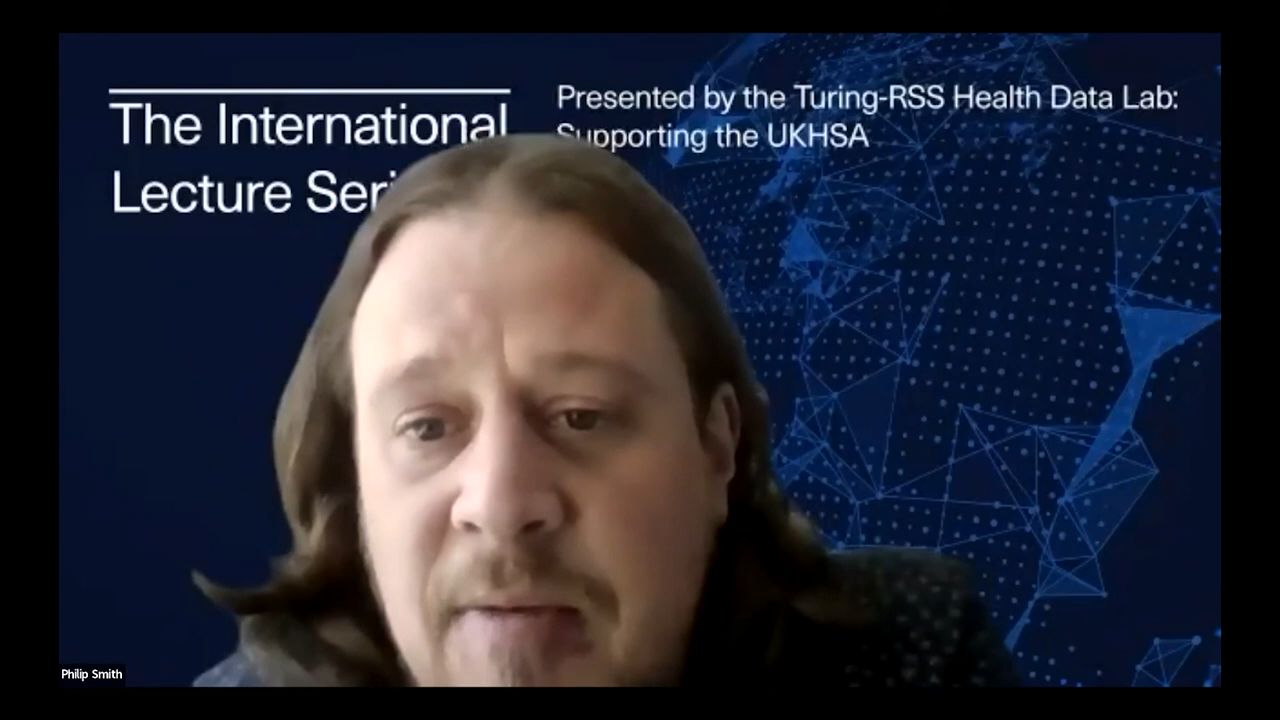 The International
Lecture
Presented by the Turing-RSS Health Data Lab:
Supporting the UKHSA
Philip Smith